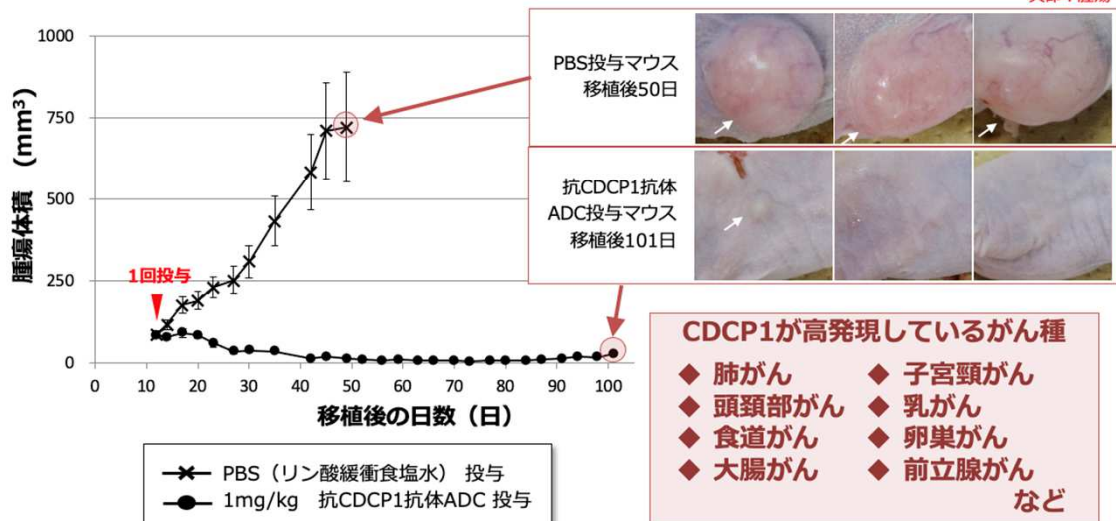 1000
750
500
250
0
腫瘍体積 (mm³)
1回投与
0 10 20 30 40 50 60 70 80 90 100
移植後の日数（日）
PBS（リン酸緩衝食塩水） 投与
1mg/kg 抗CDCP1抗体ADC 投与
PBS投与マウス
移植後50日
抗CDCP1抗体
ADC投与マウス
移植後101日
CDCP1が高発現しているがん種
◆ 肺がん ◆ 子宮頸がん
◆ 頭頚部がん ◆ 乳がん
◆ 食道がん ◆ 卵巣がん
◆ 大腸がん ◆ 前立腺がん
など